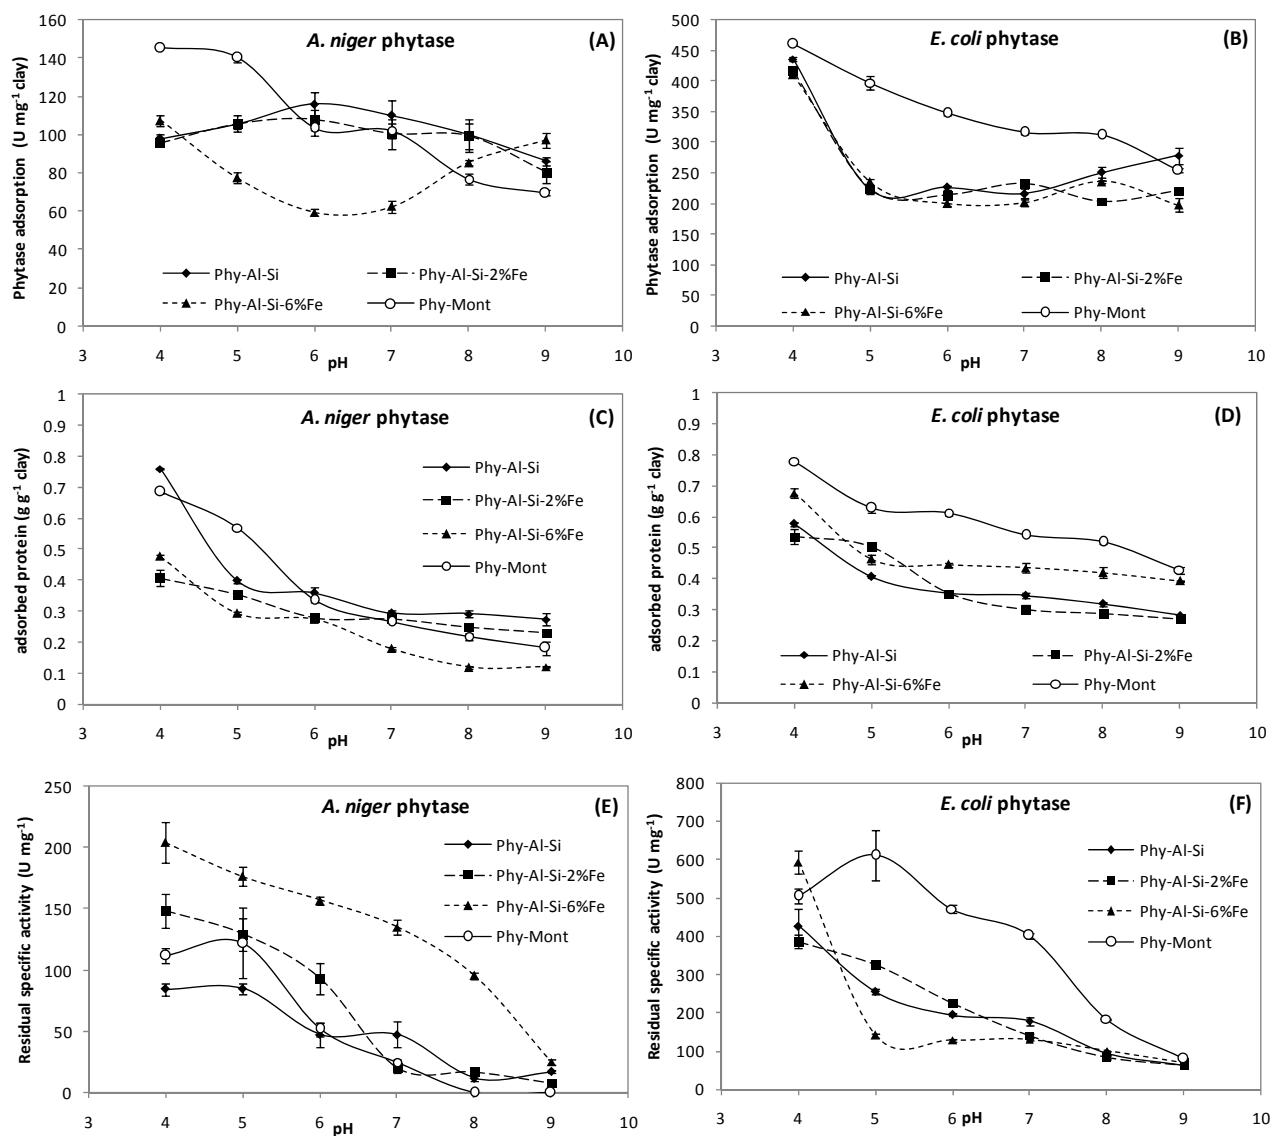 A. niger phytase
(A)
Phytase adsorption (U mg⁻¹ clay)
160
140
120
100
80
60
40
20
0
Phy-Al-Si
Phy-Al-Si-2%Fe
Phy-Al-Si-6%Fe
Phy-Mont
3 4 5 6 7 8 9 10
pH
E. coli phytase
(B)
Phytase adsorption (U mg⁻¹ clay)
500
450
400
350
300
250
200
150
100
50
0
Phy-Al-Si
Phy-Al-Si-2%Fe
Phy-Al-Si-6%Fe
Phy-Mont
3 4 5 6 7 8 9 10
pH
A. niger phytase
(C)
adsorbed protein (g g⁻¹ clay)
1
0.9
0.8
0.7
0.6
0.5
0.4
0.3
0.2
0.1
0
Phy-Al-Si
Phy-Al-Si-2%Fe
Phy-Al-Si-6%Fe
Phy-Mont
3 4 5 6 7 8 9 10
pH
E. coli phytase
(D)
adsorbed protein (g g⁻¹ clay)
1
0.9
0.8
0.7
0.6
0.5
0.4
0.3
0.2
0.1
0
Phy-Al-Si
Phy-Al-Si-2%Fe
Phy-Al-Si-6%Fe
Phy-Mont
3 4 5 6 7 8 9 10
pH
A. niger phytase
(E)
Residual specific activity (U mg⁻¹)
250
200
150
100
50
0
Phy-Al-Si
Phy-Al-Si-2%Fe
Phy-Al-Si-6%Fe
Phy-Mont
3 4 5 6 7 8 9 10
pH
E. coli phytase
(F)
Residual specific activity (U mg⁻¹)
800
700
600
500
400
300
200
100
0
Phy-Al-Si
Phy-Al-Si-2%Fe
Phy-Al-Si-6%Fe
Phy-Mont
3 4 5 6 7 8 9 10
pH